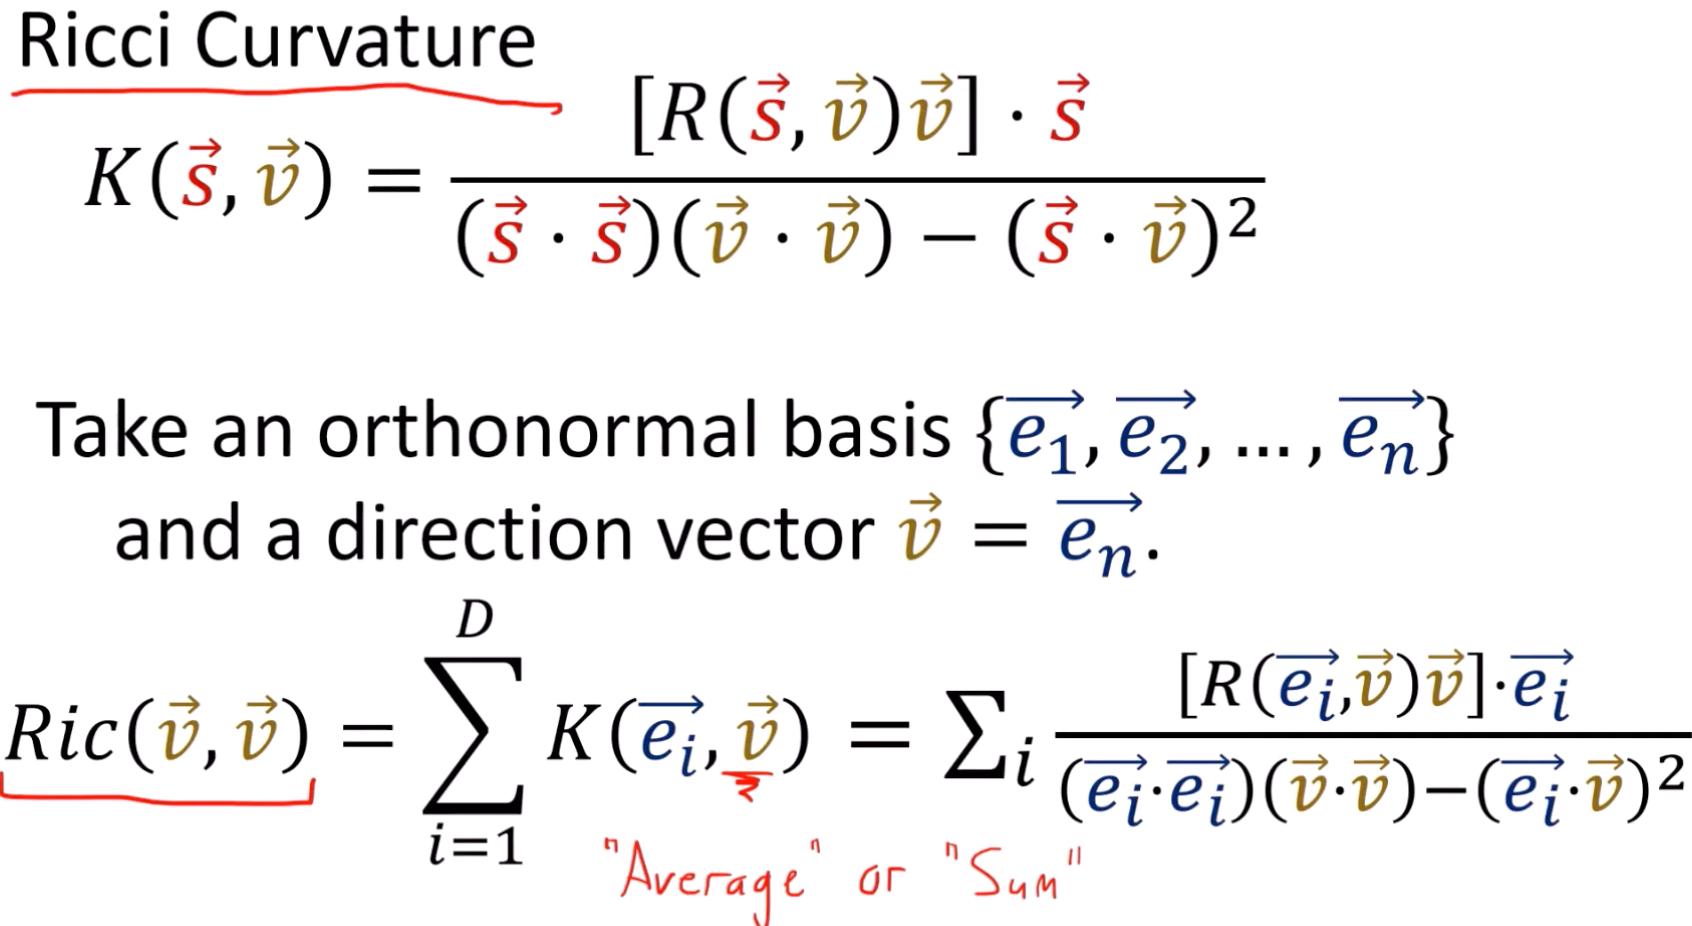 Ricci Curvature
$K(\vec{s}, \vec{v}) = \frac{[R(\vec{s}, \vec{v})\vec{v}] \cdot \vec{s}}{(\vec{s} \cdot \vec{s})(\vec{v} \cdot \vec{v}) - (\vec{s} \cdot \vec{v})^2}$
Take an orthonormal basis $\{\overrightarrow{e_1}, \overrightarrow{e_2}, \ldots, \overrightarrow{e_n}\}$
and a direction vector $\vec{v} = \overrightarrow{e_n}$.
$Ric(\vec{v}, \vec{v}) = \sum_{i=1}^{D} K(\overrightarrow{e_i}, \vec{v}) = \sum_i \frac{[R(\overrightarrow{e_i}, \vec{v})\vec{v}] \cdot \overrightarrow{e_i}}{(\overrightarrow{e_i} \cdot \overrightarrow{e_i})(\vec{v} \cdot \vec{v}) - (\overrightarrow{e_i} \cdot \vec{v})^2}$
"Average" or "Sum"